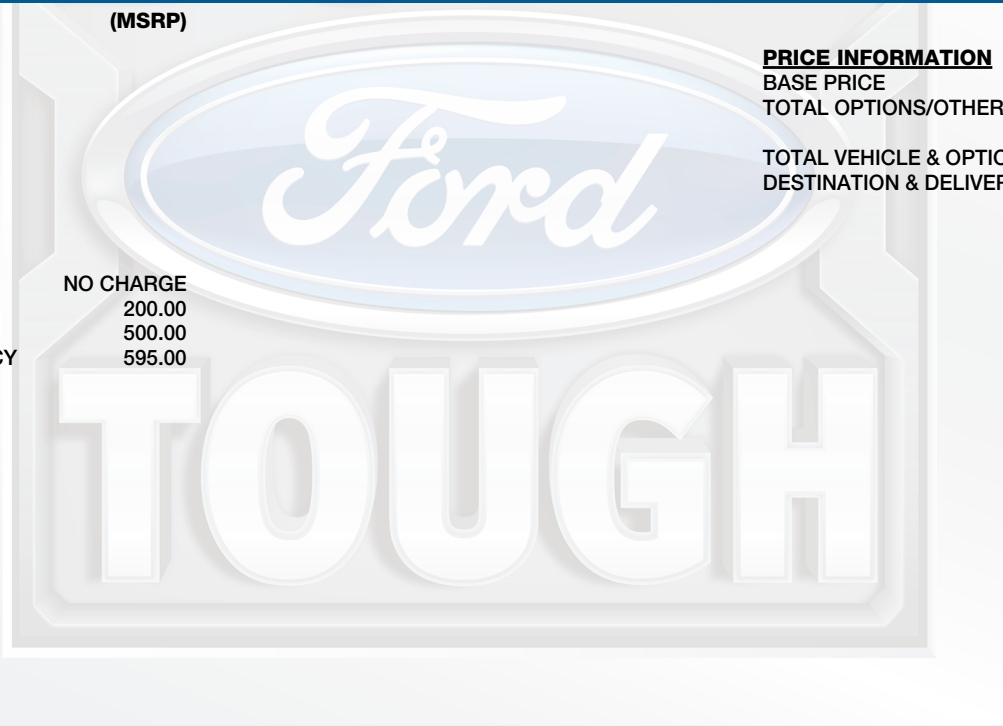 (MSRP)
PRICE INFORMATION
BASE PRICE
TOTAL OPTIONS/OTHER
TOTAL VEHICLE & OPTIO
DESTINATION & DELIVER
NO CHARGE
200.00
500.00
CY 595.00
Ford
TOUGH